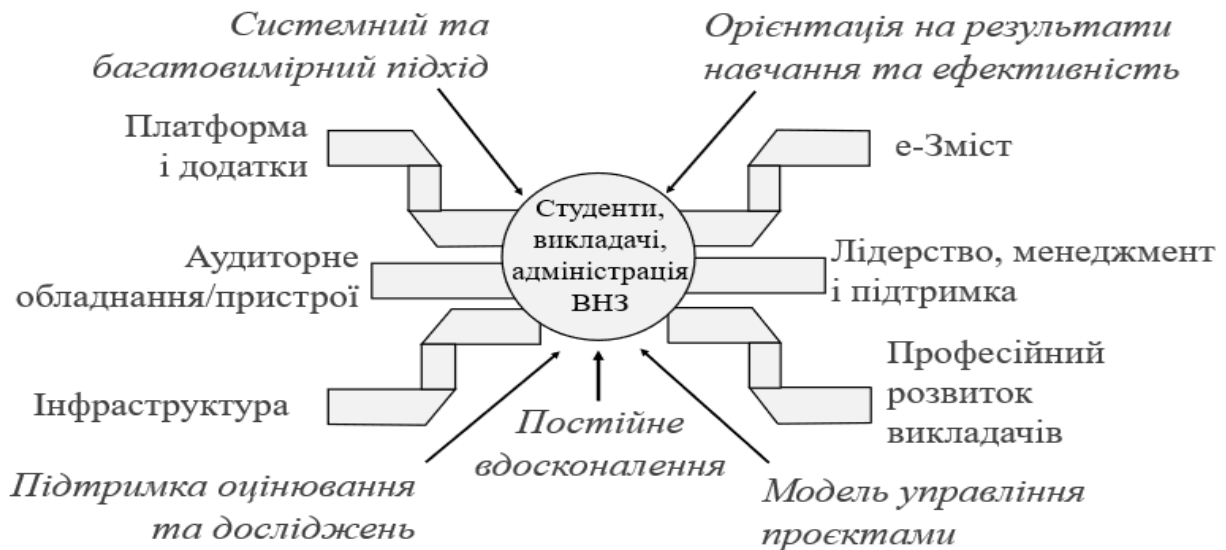 Системний та
багатовимірний підхід
Орієнтація на результати
навчання та ефективність
Платформа
і додатки
е-Зміст
Студенти,
викладачі,
адміністрація
ВНЗ
Аудиторне
обладнання/пристрої
Лідерство, менеджмент
і підтримка
Інфраструктура
Професійний
розвиток
викладачів
Підтримка оцінювання
та досліджень
Постійне
вдосконалення
Модель управління
проєктами